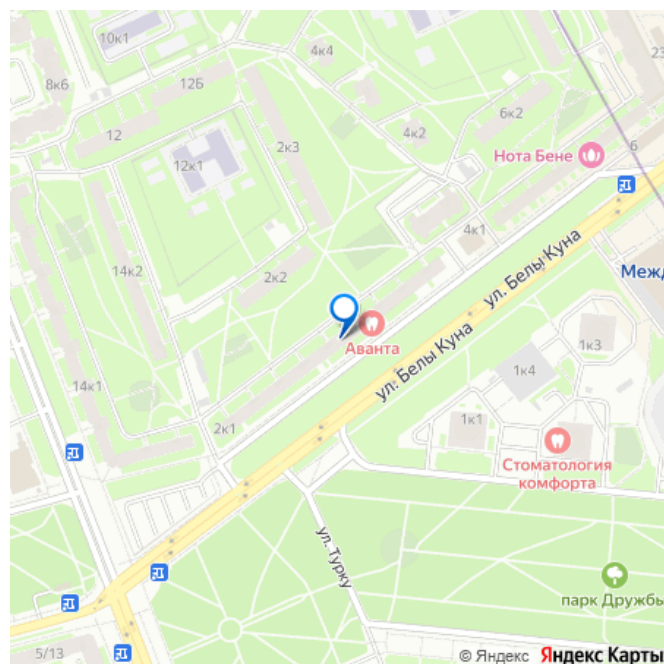 10к1
4к4
23
8к6
12Б
6к2
12
2к3
4к2
12к1
Нота Бене
6
4к1
ул. Белы Куна
14к2
2к2
Межд
Аванта
ул. Белы Куна
1к3
1к4
14к1
2к1
1к1
Стоматология
комфорта
ул. Турку
парк Дружбы
5/13
© Яндекс Яндекс Карты